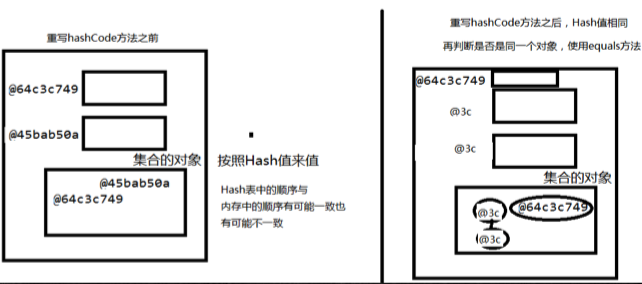 重写hashCode方法之前
@64c3c749
@45bab50a
集合的对象
@45bab50a
@64c3c749
按照Hash值来值
Hash表中的顺序与
内存中的顺序有可能一致也
有可能不一致
重写hashCode方法之后，Hash值相同
再判断是否是同一个对象，使用equals方法
@64c3c749
@3c
@3c
集合的对象
@3c
@64c3c749
@3c